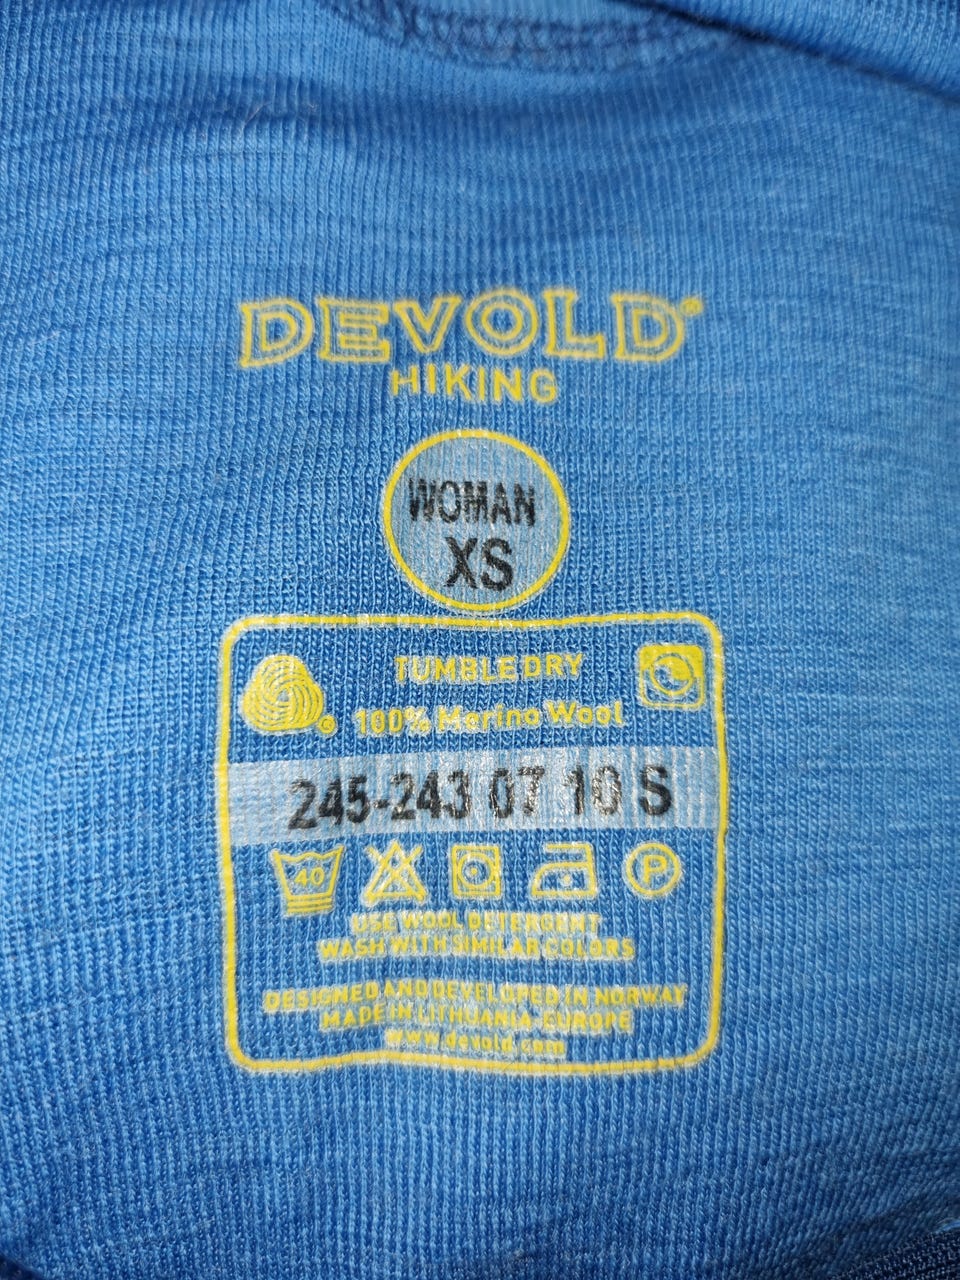 DEVOLD®
HIKING
WOMAN
XS
TUMBLE DRY
100% Merino Wool
245-243 07 10 S
40
P
USE WOOL DETERGENT
WASH WITH SIMILAR COLORS
DESIGNED AND DEVELOPED IN NORWAY
MADE IN LITHUANIA-EUROPE
www.devold.com